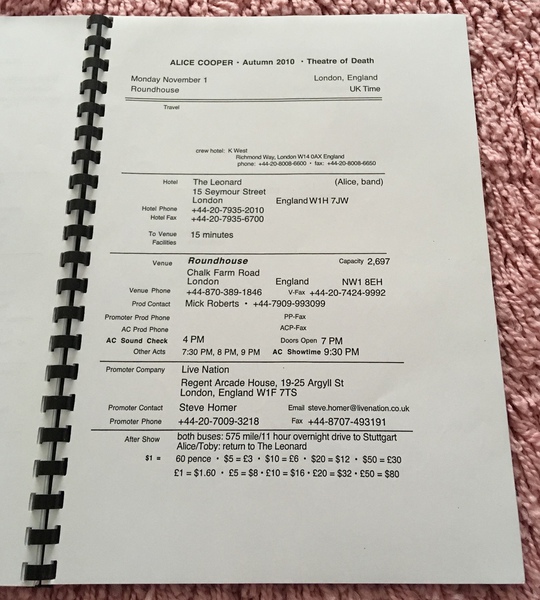 ALICE COOPER • Autumn 2010 • Theatre of Death
Monday November 1 London, England
Roundhouse UK Time
Travel
crew hotel: K West
Richmond Way, London W14 0AX England
phone: +44-20-8008-6600 • fax: +44-20-8008-6650
Hotel The Leonard (Alice, band)
15 Seymour Street
London England W1H 7JW
Hotel Phone +44-20-7935-2010
Hotel Fax +44-20-7935-6700
To Venue 15 minutes
Facilities
Venue Roundhouse Capacity 2,697
Chalk Farm Road
London England NW1 8EH
Venue Phone +44-870-389-1846 V-Fax +44-20-7424-9992
Prod Contact Mick Roberts • +44-7909-993099
Promoter Prod Phone PP-Fax
AC Prod Phone ACP-Fax
AC Sound Check 4 PM Doors Open 7 PM
Other Acts 7:30 PM, 8 PM, 9 PM AC Showtime 9:30 PM
Promoter Company Live Nation
Regent Arcade House, 19-25 Argyll St
London, England W1F 7TS
Promoter Contact Steve Homer Email steve.homer@livenation.co.uk
Promoter Phone +44-20-7009-3218 Fax +44-8707-493191
After Show both buses: 575 mile/11 hour overnight drive to Stuttgart
Alice/Toby: return to The Leonard
$1 = 60 pence • $5 = £3 • $10 = £6 • $20 = $12 • $50 = £30
£1 = $1.60 • £5 = $8 • £10 = $16 • £20 = $32 • £50 = $80